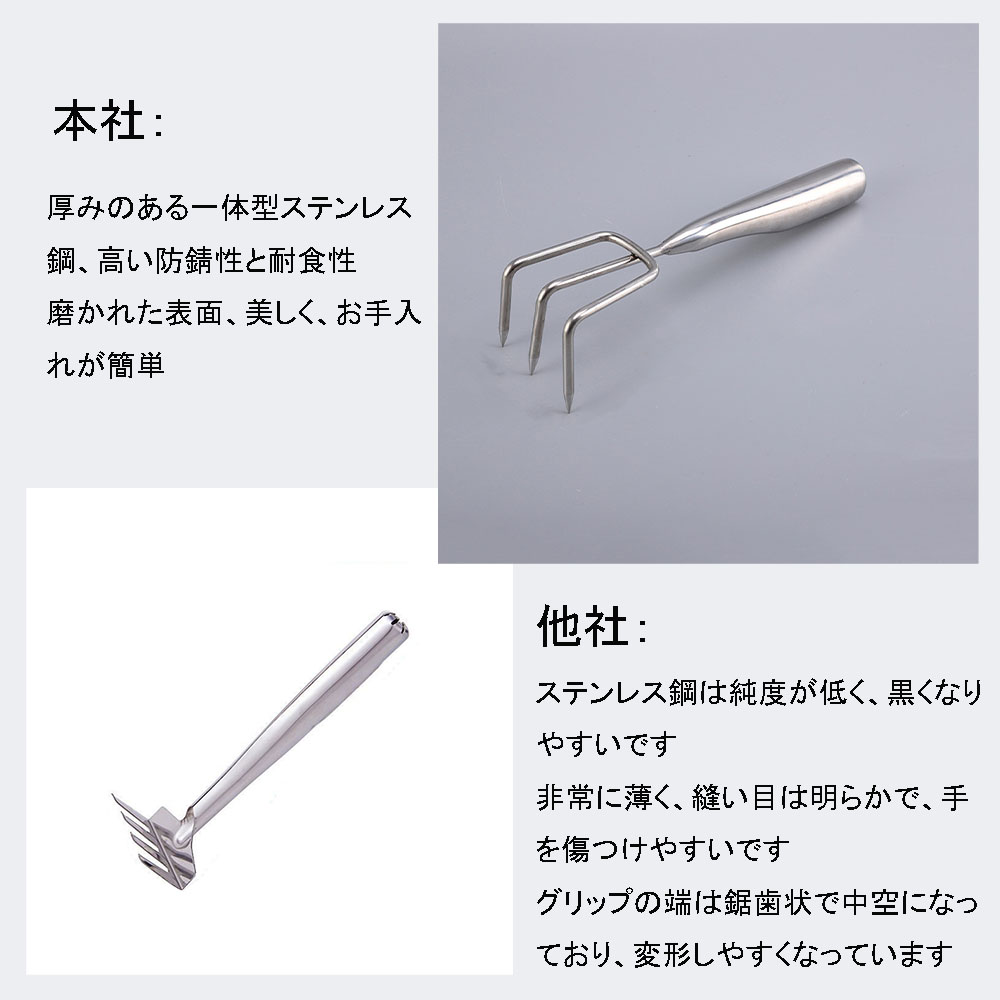 本社：
厚みのある一体型ステンレス
鋼、高い防錆性と耐食性
磨かれた表面、美しく、お手入
れが簡単
他社：
ステンレス鋼は純度が低く、黒くなり
やすいです
非常に薄く、縫い目は明らかで、手
を傷つけやすいです
グリップの端は鋸歯状で中空になっ
ており、変形しやすくなっています